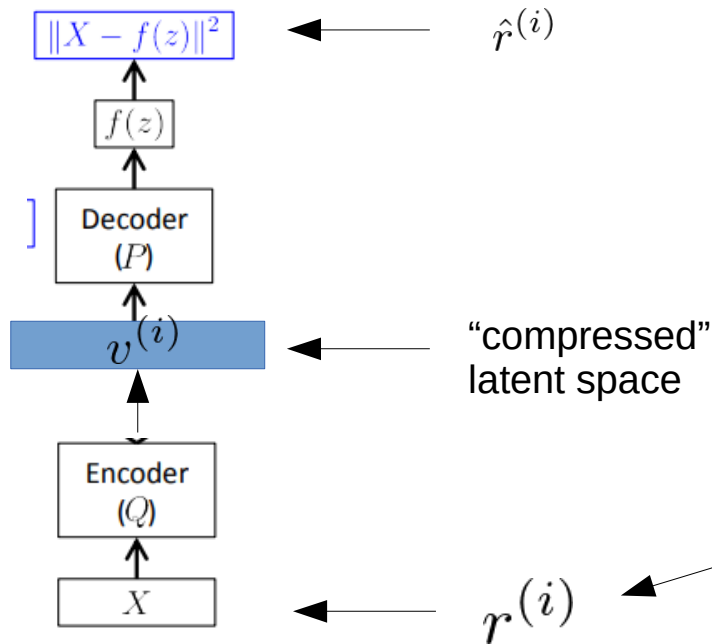 ‖X − f(z)‖² r̂⁽ⁱ⁾
f(z)
Decoder
(P)
v⁽ⁱ⁾
“compressed”
latent space
Encoder
(Q)
X r⁽ⁱ⁾